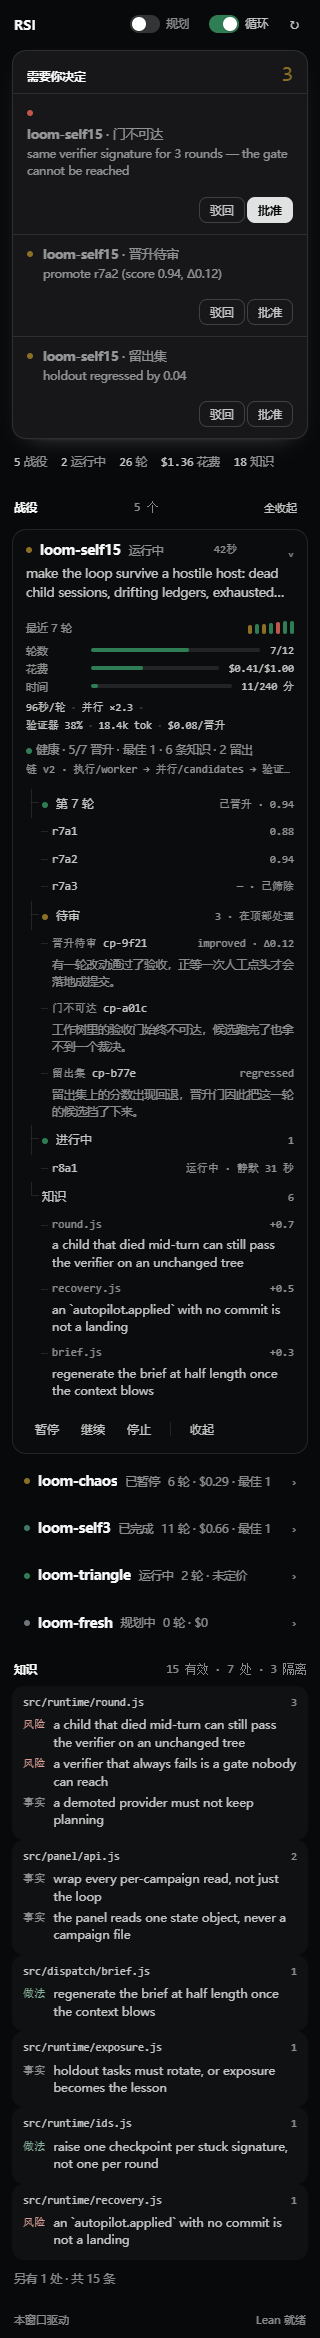 RSI 规划 循环 ↻
需要你决定 3
loom-self15 · 门不可达
same verifier signature for 3 rounds — the gate
cannot be reached
驳回 批准
loom-self15 · 晋升待审
promote r7a2 (score 0.94, Δ0.12)
驳回 批准
loom-self15 · 留出集
holdout regressed by 0.04
驳回 批准
5 战役 2 运行中 26 轮 $1.36 花费 18 知识
战役 5 个 全收起
loom-self15 运行中 42秒
make the loop survive a hostile host: dead
child sessions, drifting ledgers, exhausted…
最近 7 轮
轮数 7/12
花费 $0.41/$1.00
时间 11/240 分
96秒/轮 · 并行 ×2.3 ·
验证器 38% · 18.4k tok · $0.08/晋升
健康 · 5/7 晋升 · 最佳 1 · 6 条知识 · 2 留出
链 v2 · 执行/worker → 并行/candidates → 验证…
第 7 轮 己晋升 · 0.94
r7a1 0.88
r7a2 0.94
r7a3 — · 己筛除
待审 3 · 在顶部处理
晋升待审 cp-9f21 improved · Δ0.12
有一轮改动通过了验收，正等一次人工点头才会
落地成提交。
门不可达 cp-a01c
工作树里的验收门始终不可达，候选跑完了也拿
不到一个裁决。
留出集 cp-b77e regressed
留出集上的分数出现回退，晋升门因此把这一轮
的候选挡了下来。
进行中 1
r8a1 运行中 · 静默 31 秒
知识 6
round.js +0.7
a child that died mid-turn can still pass
the verifier on an unchanged tree
recovery.js +0.5
an `autopilot.applied` with no commit is
not a landing
brief.js +0.3
regenerate the brief at half length once
the context blows
暂停 继续 停止 收起
loom-chaos 已暂停 6 轮 · $0.29 · 最佳 1 ›
loom-self3 已完成 11 轮 · $0.66 · 最佳 1 ›
loom-triangle 运行中 2 轮 · 未定价 ›
loom-fresh 规划中 0 轮 · $0 ›
知识 15 有效 · 7 处 · 3 隔离
src/runtime/round.js 3
风险 a child that died mid-turn can still pass
the verifier on an unchanged tree
风险 a verifier that always fails is a gate nobody
can reach
事实 a demoted provider must not keep
planning
src/panel/api.js 2
事实 wrap every per-campaign read, not just
the loop
事实 the panel reads one state object, never a
campaign file
src/dispatch/brief.js 1
做法 regenerate the brief at half length once
the context blows
src/runtime/exposure.js 1
事实 holdout tasks must rotate, or exposure
becomes the lesson
src/runtime/ids.js 1
做法 raise one checkpoint per stuck signature,
not one per round
src/runtime/recovery.js 1
风险 an `autopilot.applied` with no commit is
not a landing
另有 1 处 · 共 15 条
本窗口驱动 Lean 就绪